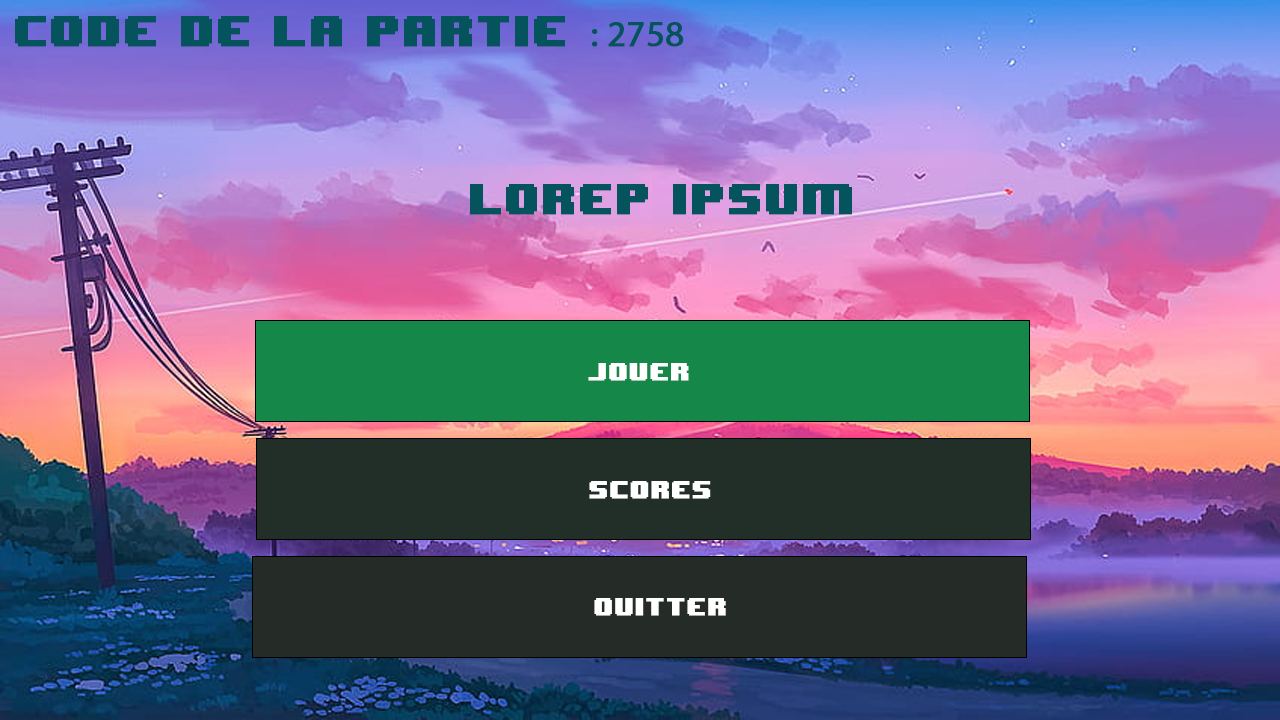 CODE DE LA PARTIE : 2758
LOREP IPSUM
JOUER
SCORES
QUITTER